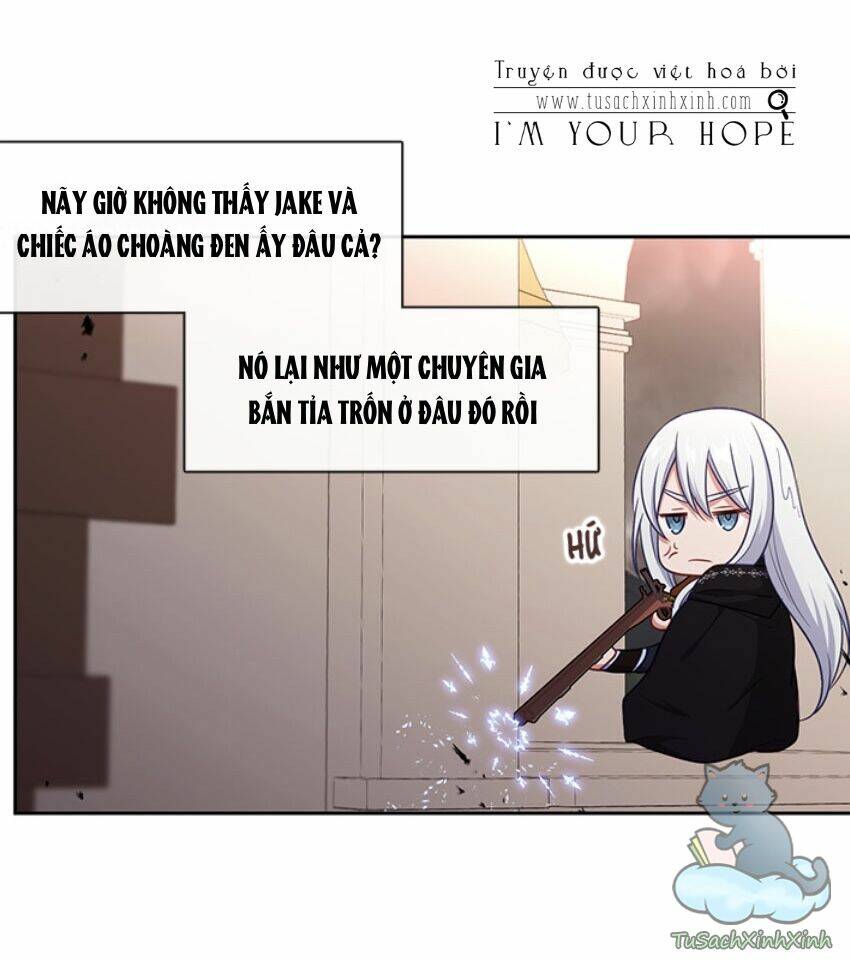 Truyện được việt hoá bởi
www.tusachxinhxinh.com
I'M YOUR HOPE
NÃY GIỜ KHÔNG THẤY JAKE VÀ
CHIẾC ÁO CHOÀNG ĐEN ẤY ĐÂU CẢ?
NÓ LẠI NHƯ MỘT CHUYÊN GIA
BẮN TỈA TRỐN Ở ĐÂU ĐÓ RỒI
HỨ
TuSachXinhXinh